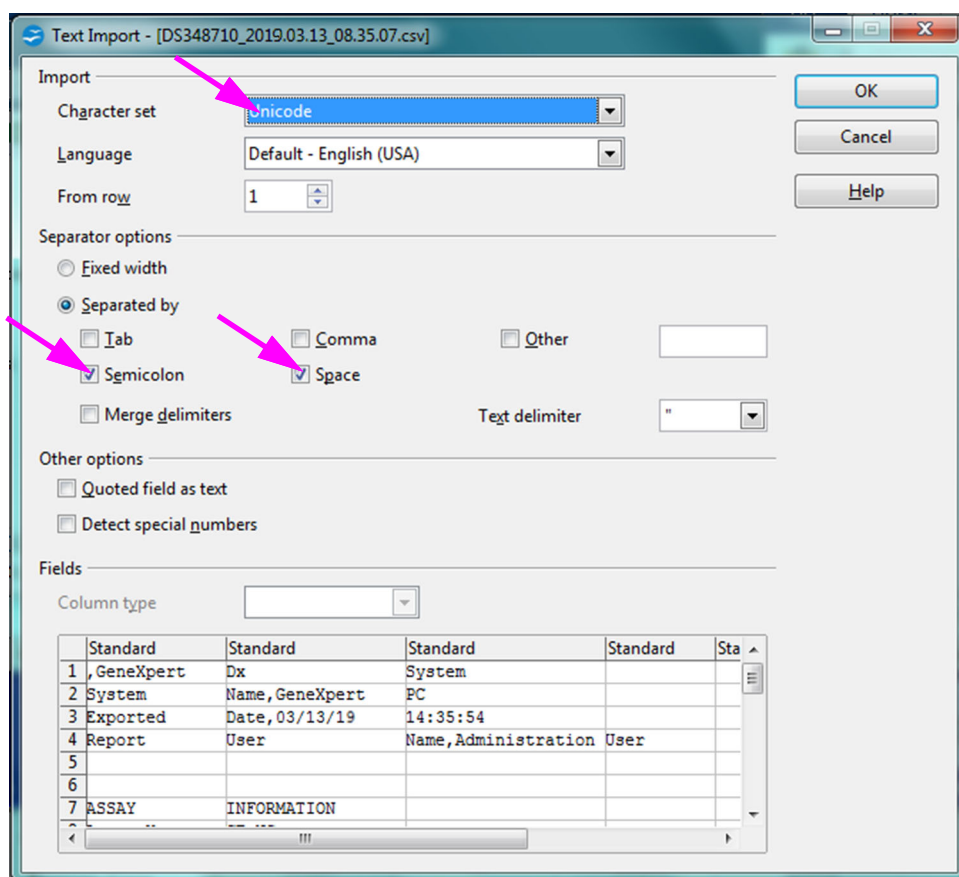 Text Import - [DS348710_2019.03.13_08.35.07.csv]
Import
OK
Character set Unicode
Cancel
Language Default - English (USA)
From row 1
Help
Separator options
Fixed width
Separated by
Tab Comma Other
Semicolon Space
Merge delimiters Text delimiter "
Other options
Quoted field as text
Detect special numbers
Fields
Column type
Standard Standard Standard Standard Sta
1 ,GeneXpert Dx System
2 System Name,GeneXpert PC
3 Exported Date,03/13/19 14:35:54
4 Report User Name,Administration User
5
6
7 ASSAY INFORMATION